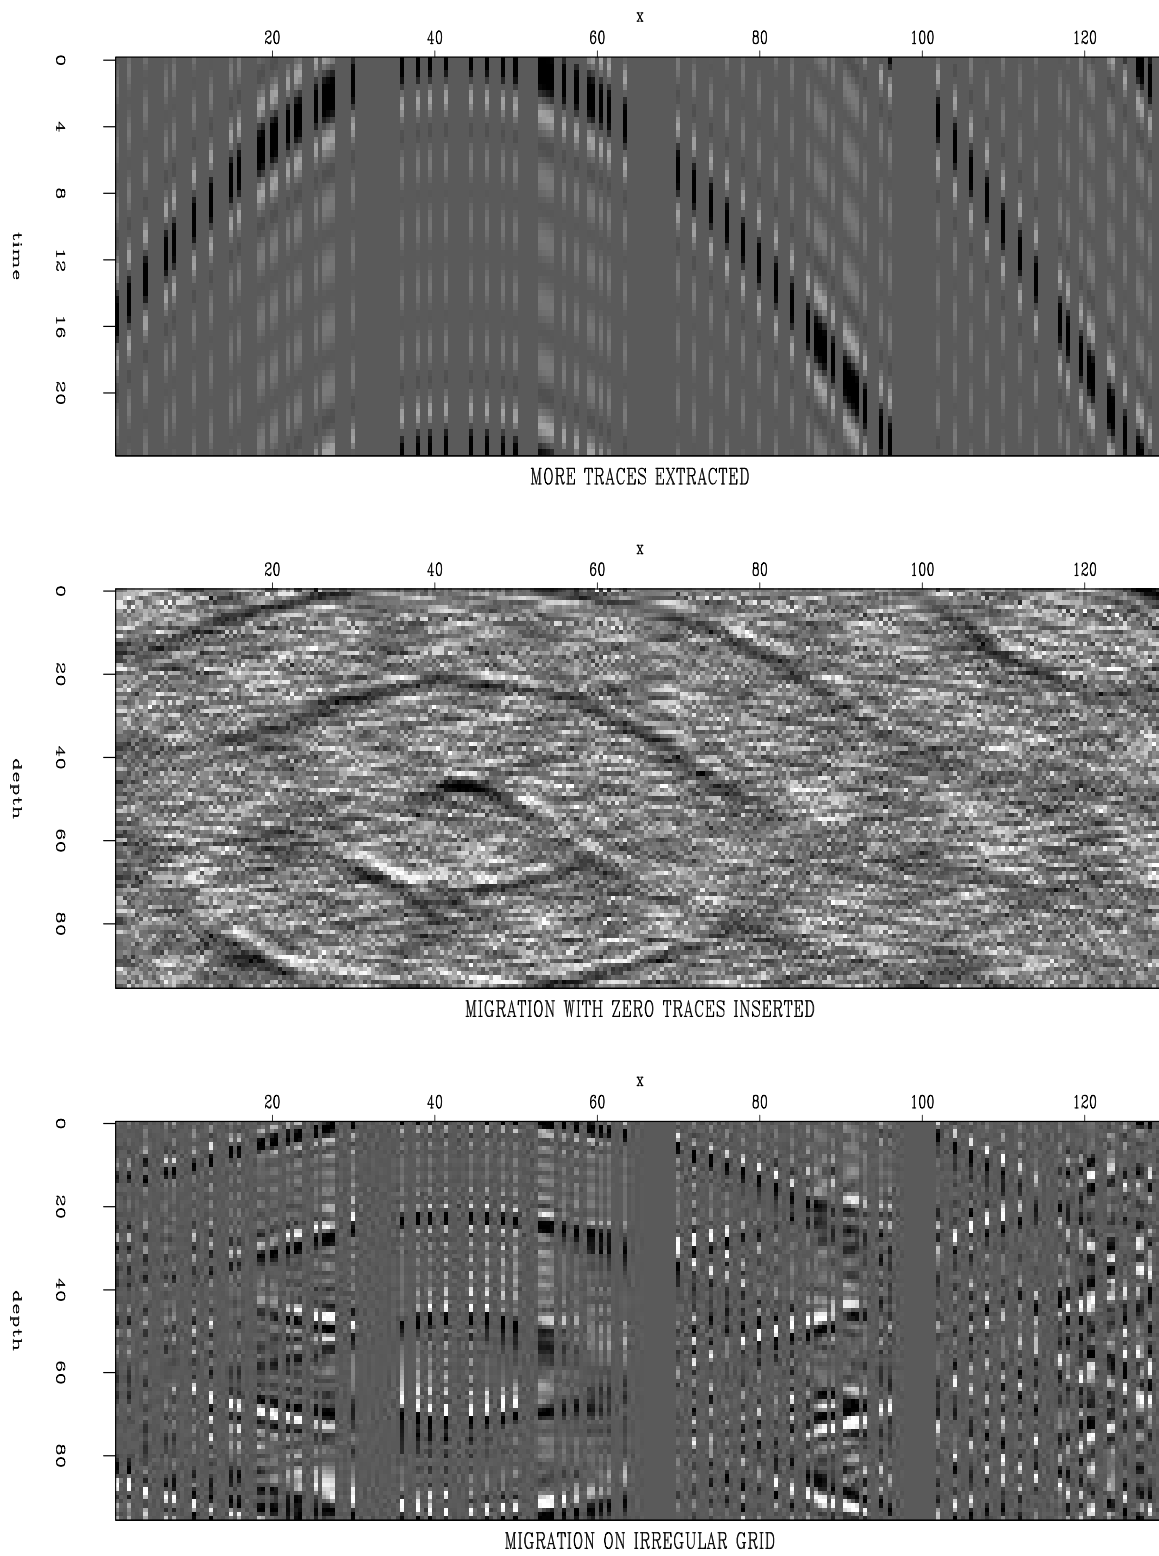 x
20 40 60 80 100 120
0
4
8
12
16
20
time
MORE TRACES EXTRACTED
x
20 40 60 80 100 120
0
20
40
60
80
depth
MIGRATION WITH ZERO TRACES INSERTED
x
20 40 60 80 100 120
0
20
40
60
80
depth
MIGRATION ON IRREGULAR GRID